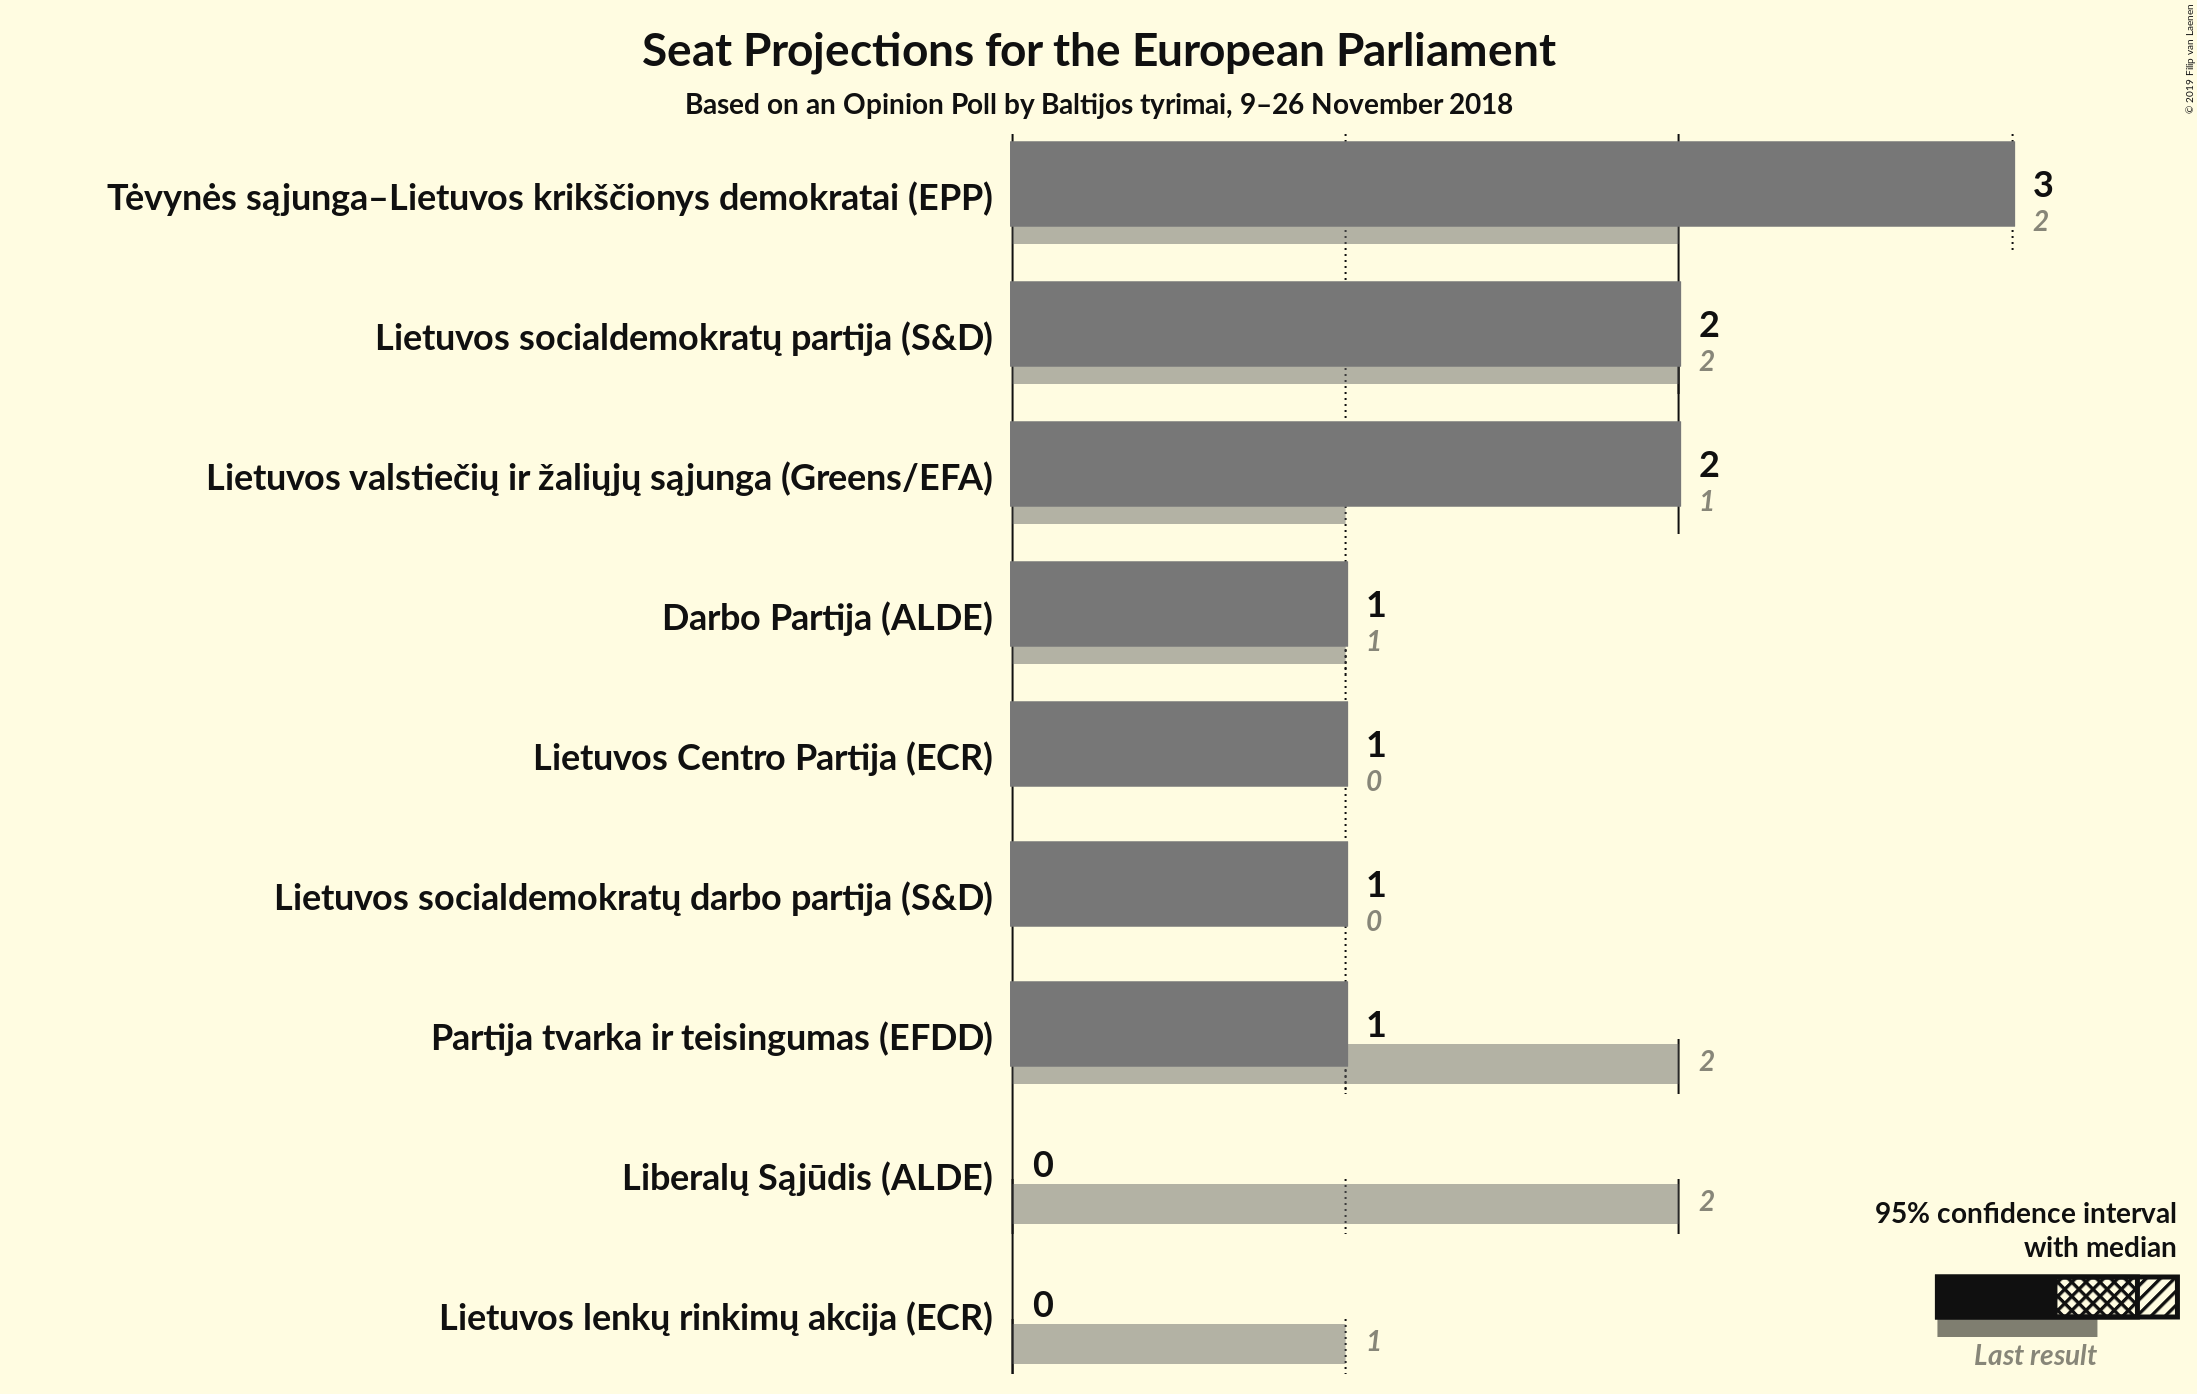 Seat Projections for the European Parliament
Based on an Opinion Poll by Baltijos tyrimai, 9–26 November 2018
© 2019 Filip van Laenen
Tėvynės sąjunga–Lietuvos krikščionys demokratai (EPP)
3
2
Lietuvos socialdemokratų partija (S&D)
2
2
Lietuvos valstiečių ir žaliųjų sąjunga (Greens/EFA)
2
1
Darbo Partija (ALDE)
1
1
Lietuvos Centro Partija (ECR)
1
0
Lietuvos socialdemokratų darbo partija (S&D)
1
0
Partija tvarka ir teisingumas (EFDD)
1
2
Liberalų Sąjūdis (ALDE)
0
2
Lietuvos lenkų rinkimų akcija (ECR)
0
1
95% confidence interval
with median
Last result